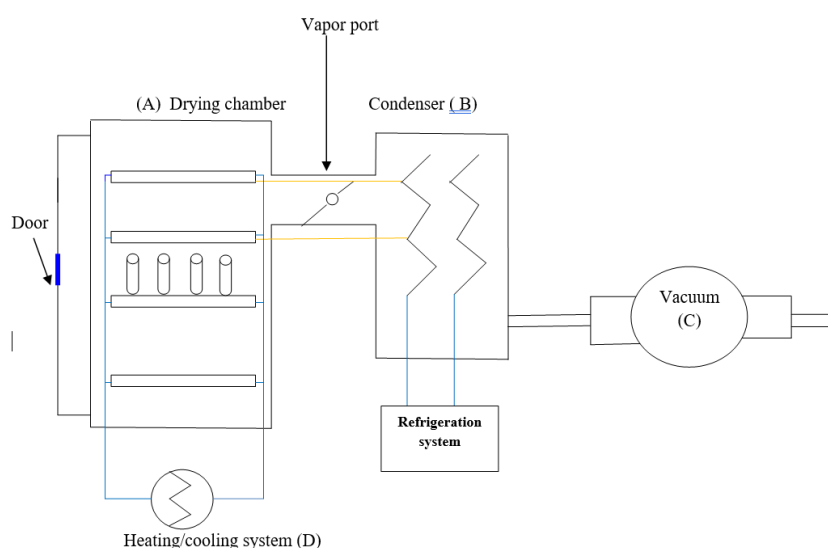 Vapor port
(A) Drying chamber
Condenser ( B)
Door
Vacuum
(C)
Refrigeration
system
Heating/cooling system (D)